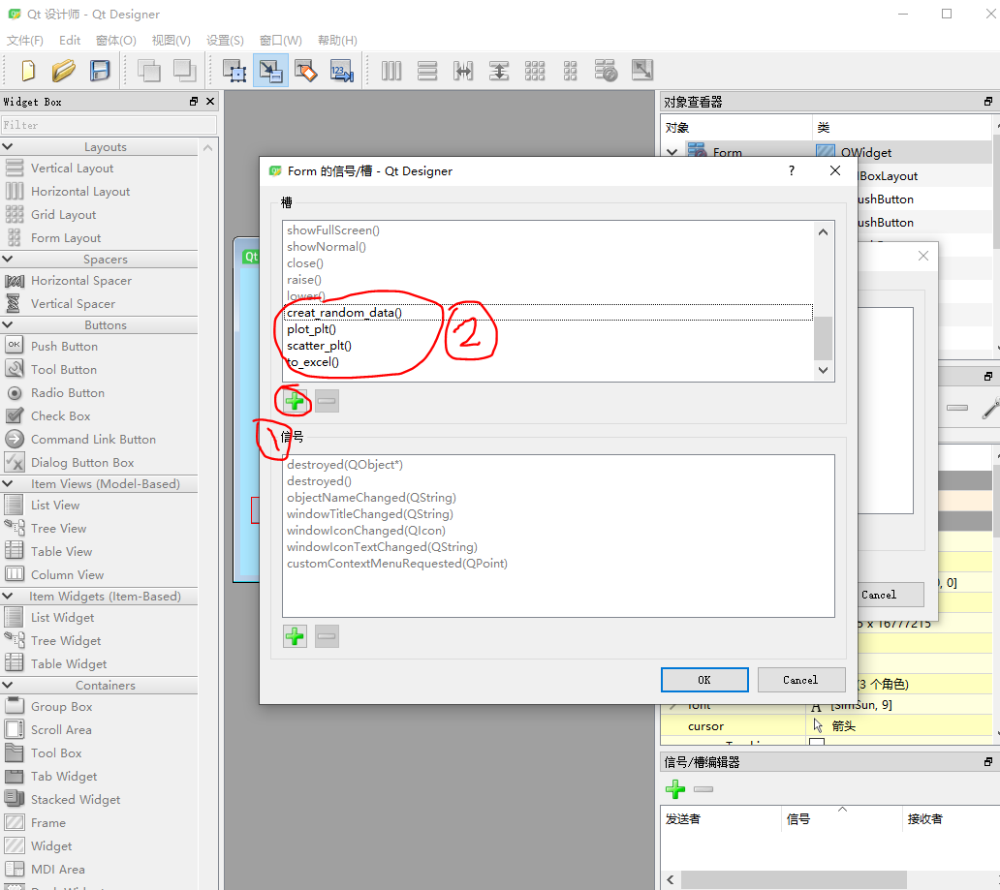 Qt 设计师 - Qt Designer
文件(F) Edit 窗体(O) 视图(V) 设置(S) 窗口(W) 帮助(H)
123
Widget Box
Filter
Layouts
Vertical Layout
Horizontal Layout
Grid Layout
Form Layout
Spacers
Horizontal Spacer
Vertical Spacer
Buttons
OK Push Button
Tool Button
Radio Button
Check Box
Command Link Button
Dialog Button Box
Item Views (Model-Based)
List View
Tree View
Table View
Column View
Item Widgets (Item-Based)
List Widget
Tree Widget
Table Widget
Containers
Group Box
Scroll Area
Tool Box
Tab Widget
Stacked Widget
Frame
Widget
MDI Area
Qt
Form 的信号/槽 - Qt Designer
?
槽
showFullScreen()
showNormal()
close()
raise()
lower()
creat_random_data()
plot_plt()
scatter_plt()
to_excel()
2
1
信号
destroyed(QObject*)
destroyed()
objectNameChanged(QString)
windowTitleChanged(QString)
windowIconChanged(QIcon)
windowIconTextChanged(QString)
customContextMenuRequested(QPoint)
OK Cancel
对象查看器
对象 类
Form QWidget
BoxLayout
ushButton
ushButton
Cancel
, 0]
x 16777215
(3 个角色)
font A [SimSun, 9]
cursor 箭头
信号/槽编辑器
发送者 信号 接收者